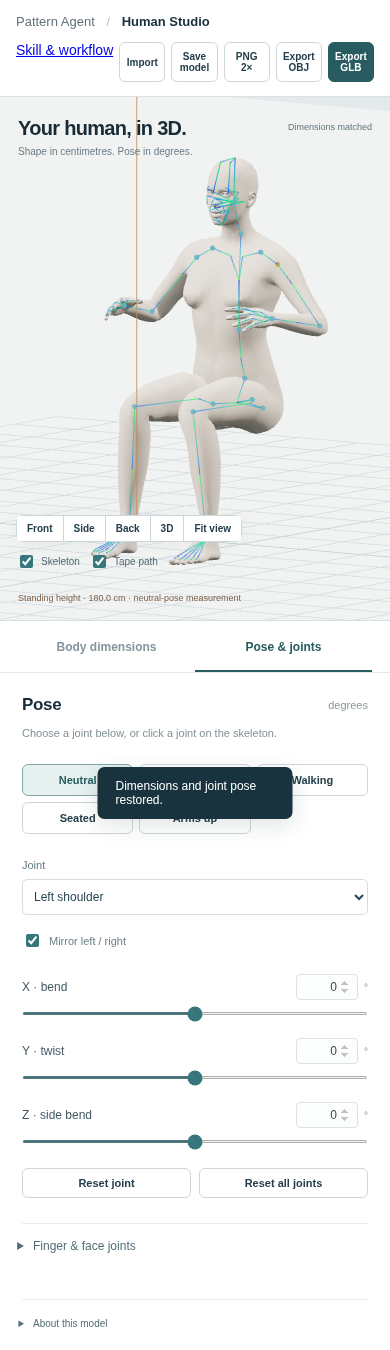 Pattern Agent / Human Studio
Skill & workflow
Import
Save
model
PNG
2×
Export
OBJ
Export
GLB
Your human, in 3D.
Shape in centimetres. Pose in degrees.
Dimensions matched
Front
Side
Back
3D
Fit view
Skeleton
Tape path
Standing height · 180.0 cm · neutral-pose measurement
Body dimensions
Pose & joints
Pose
degrees
Choose a joint below, or click a joint on the skeleton.
Neutral
Walking
Dimensions and joint pose
restored.
Seated
Arms up
Joint
Left shoulder
Mirror left / right
X · bend
0 °
Y · twist
0 °
Z · side bend
0 °
Reset joint
Reset all joints
Finger & face joints
About this model